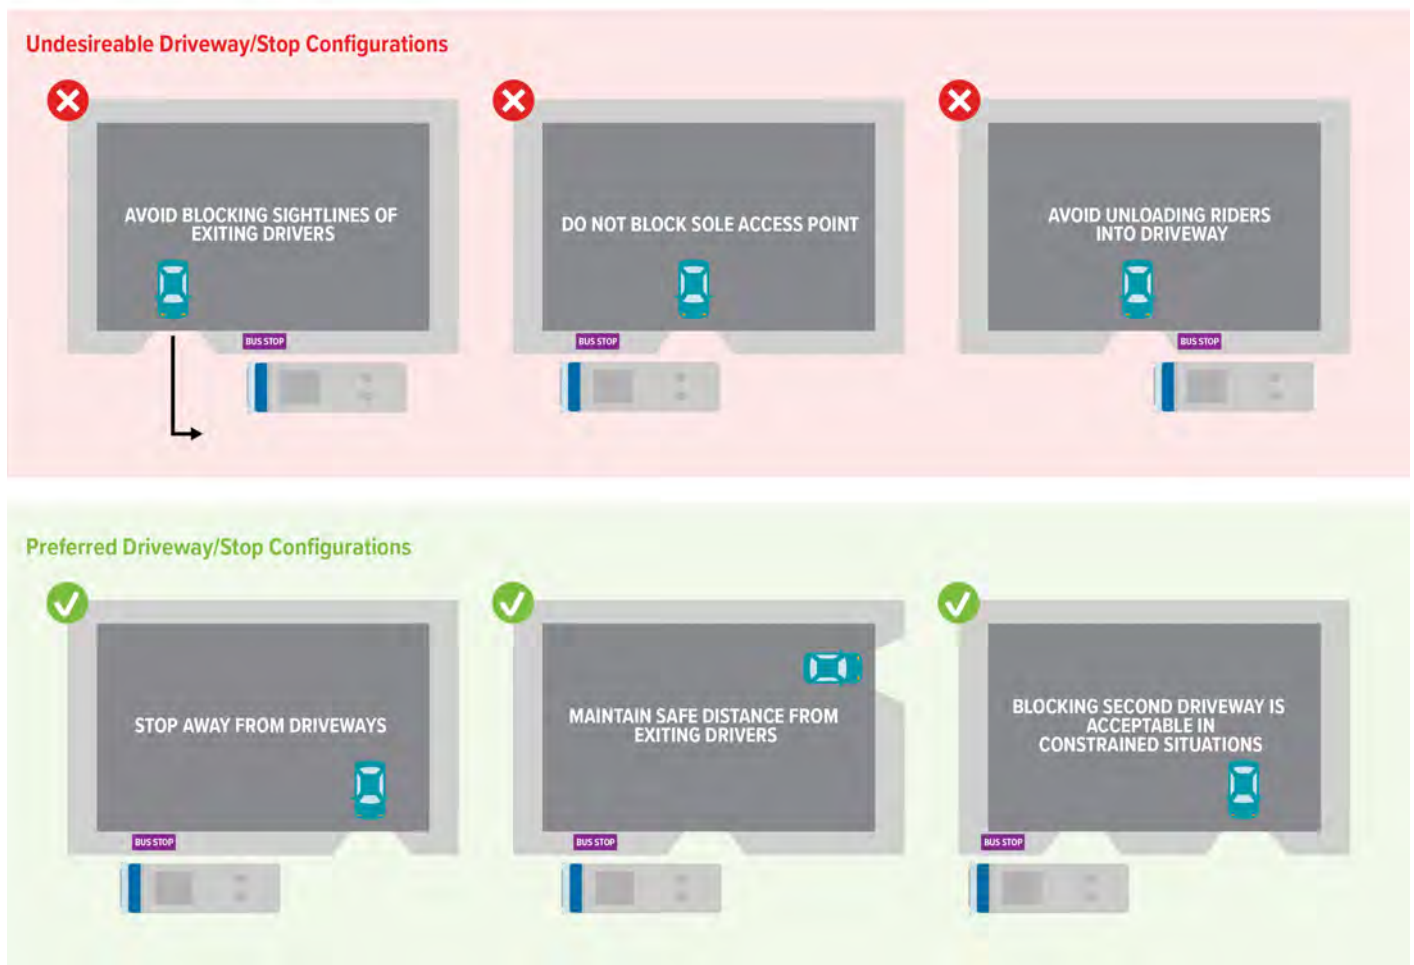 Undesireable Driveway/Stop Configurations
AVOID BLOCKING SIGHTLINES OF
EXITING DRIVERS
BUS STOP
DO NOT BLOCK SOLE ACCESS POINT
BUS STOP
AVOID UNLOADING RIDERS
INTO DRIVEWAY
BUS STOP
Preferred Driveway/Stop Configurations
STOP AWAY FROM DRIVEWAYS
BUS STOP
MAINTAIN SAFE DISTANCE FROM
EXITING DRIVERS
BUS STOP
BLOCKING SECOND DRIVEWAY IS
ACCEPTABLE IN
CONSTRAINED SITUATIONS
BUS STOP